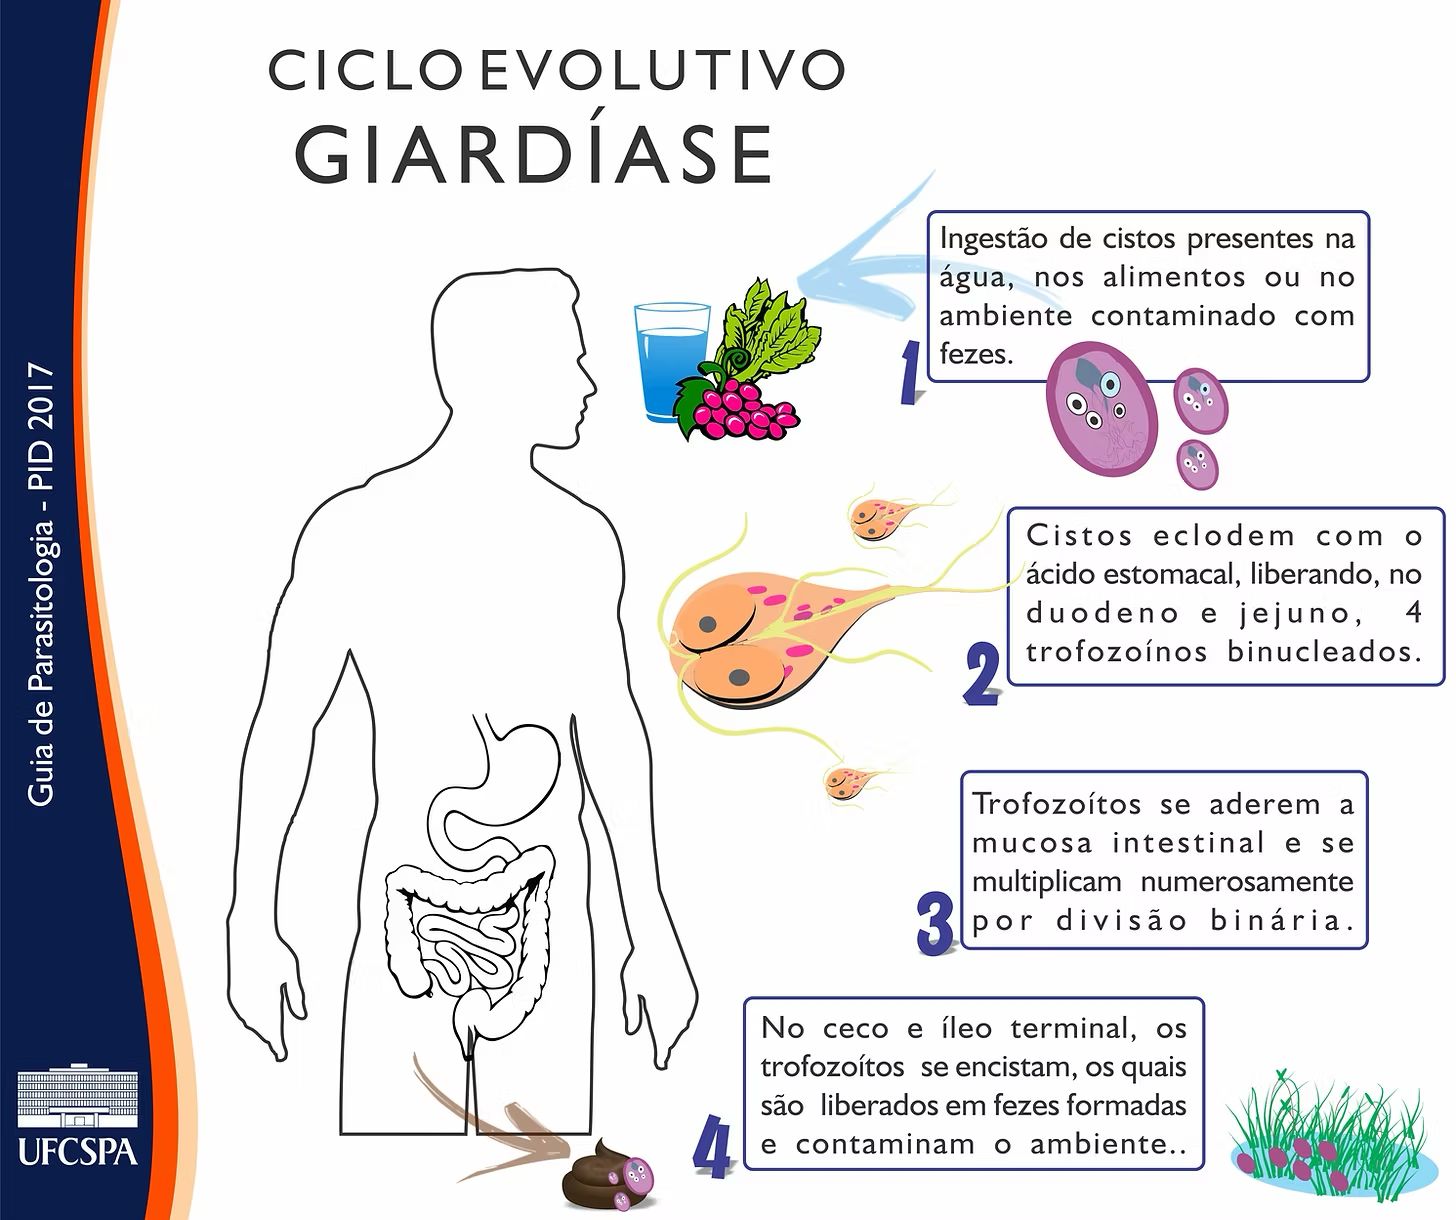 CICLO EVOLUTIVO
GIARDÍASE
Ingestão de cistos presentes na
água, nos alimentos ou no
ambiente contaminado com
fezes.
1
Cistos eclodem com o
ácido estomacal, liberando, no
duodeno e jejuno, 4
trofozoínos binucleados.
2
Trofozoítos se aderem a
mucosa intestinal e se
multiplicam numerosamente
por divisão binária.
3
No ceco e íleo terminal, os
trofozoítos se encistam, os quais
são liberados em fezes formadas
e contaminam o ambiente..
4
Guia de Parasitologia - PID 2017
UFCSPA